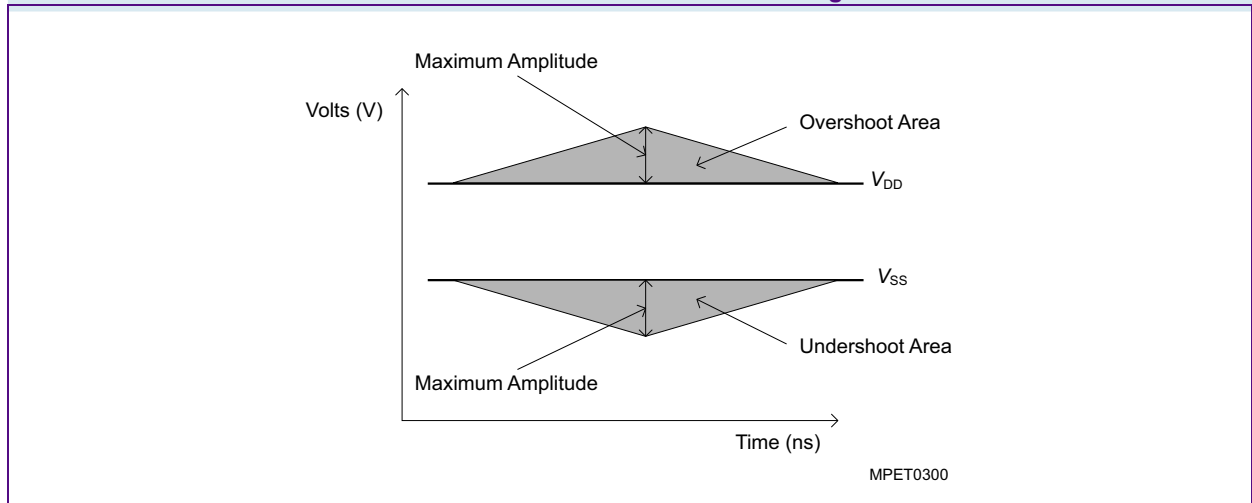 Maximum Amplitude
Volts (V)
Overshoot Area
VDD
VSS
Undershoot Area
Maximum Amplitude
Time (ns)
MPET0300